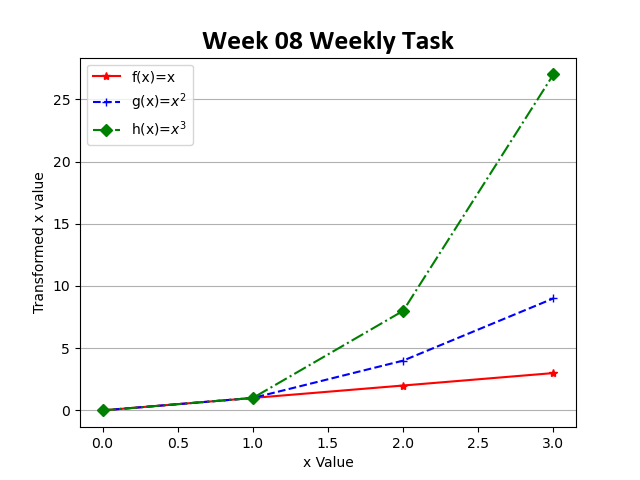 Week 08 Weekly Task
f(x)=x
g(x)=x²
h(x)=x³
Transformed x value
25
20
15
10
5
0
0.0 0.5 1.0 1.5 2.0 2.5 3.0
x Value